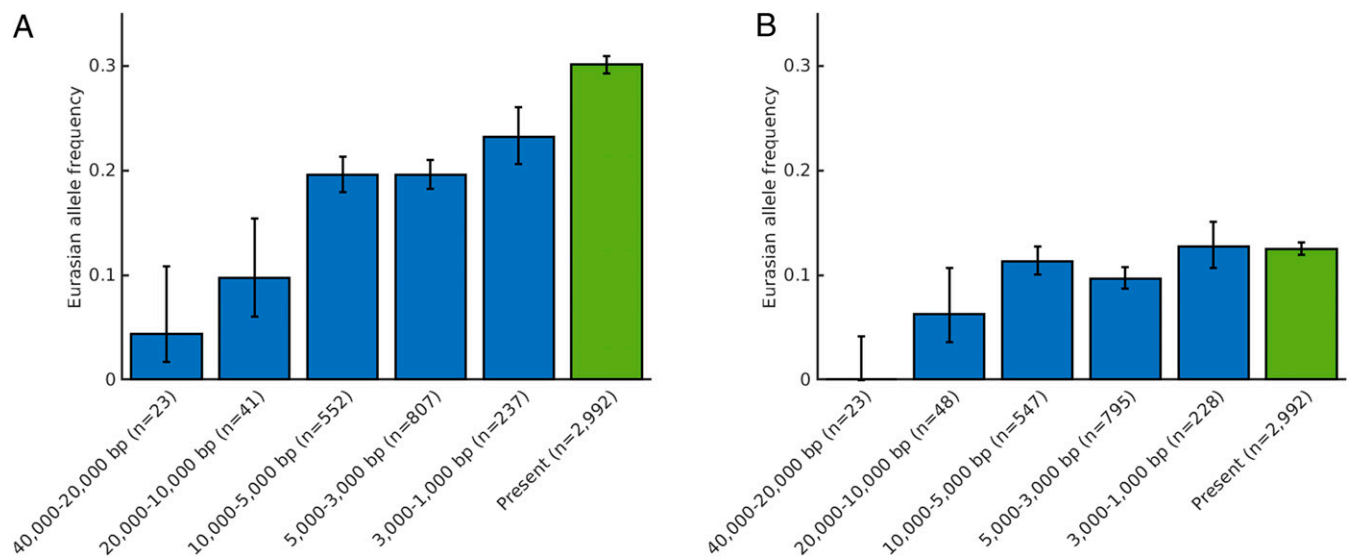 A
Eurasian allele frequency
0.3
0.2
0.1
0
40,000-20,000 bp (n=23)
20,000-10,000 bp (n=41)
10,000-5,000 bp (n=552)
5,000-3,000 bp (n=807)
3,000-1,000 bp (n=237)
Present (n=2,992)
B
Eurasian allele frequency
0.3
0.2
0.1
0
40,000-20,000 bp (n=23)
20,000-10,000 bp (n=48)
10,000-5,000 bp (n=547)
5,000-3,000 bp (n=795)
3,000-1,000 bp (n=228)
Present (n=2,992)